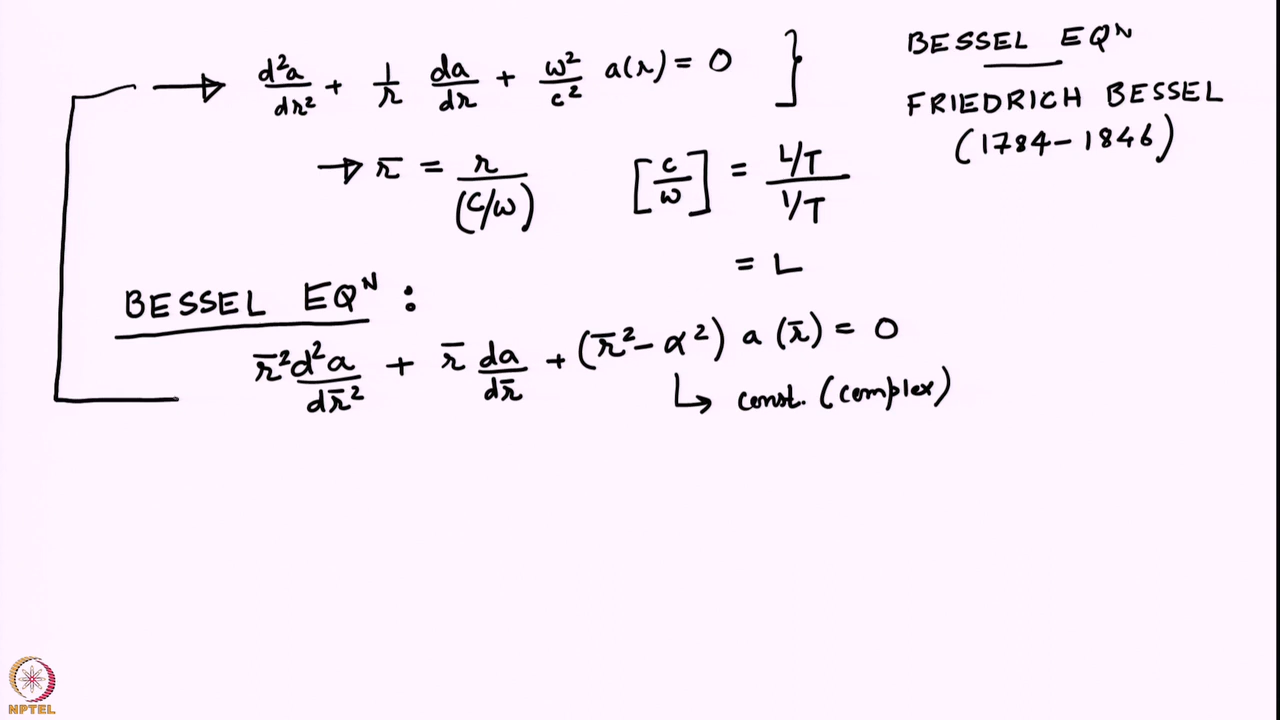 → d²a/dr² + 1/r da/dr + ω²/c² a(r) = 0 }
BESSEL EQᴺ
FRIEDRICH BESSEL
(1784-1846)
→ r̄ = r/(c/ω) [c/ω] = L/T / 1/T
= L
BESSEL EQᴺ :
r̄² d²a/dr̄² + r̄ da/dr̄ + (r̄² - α²) a (r̄) = 0
↳ const. (complex)
NPTEL